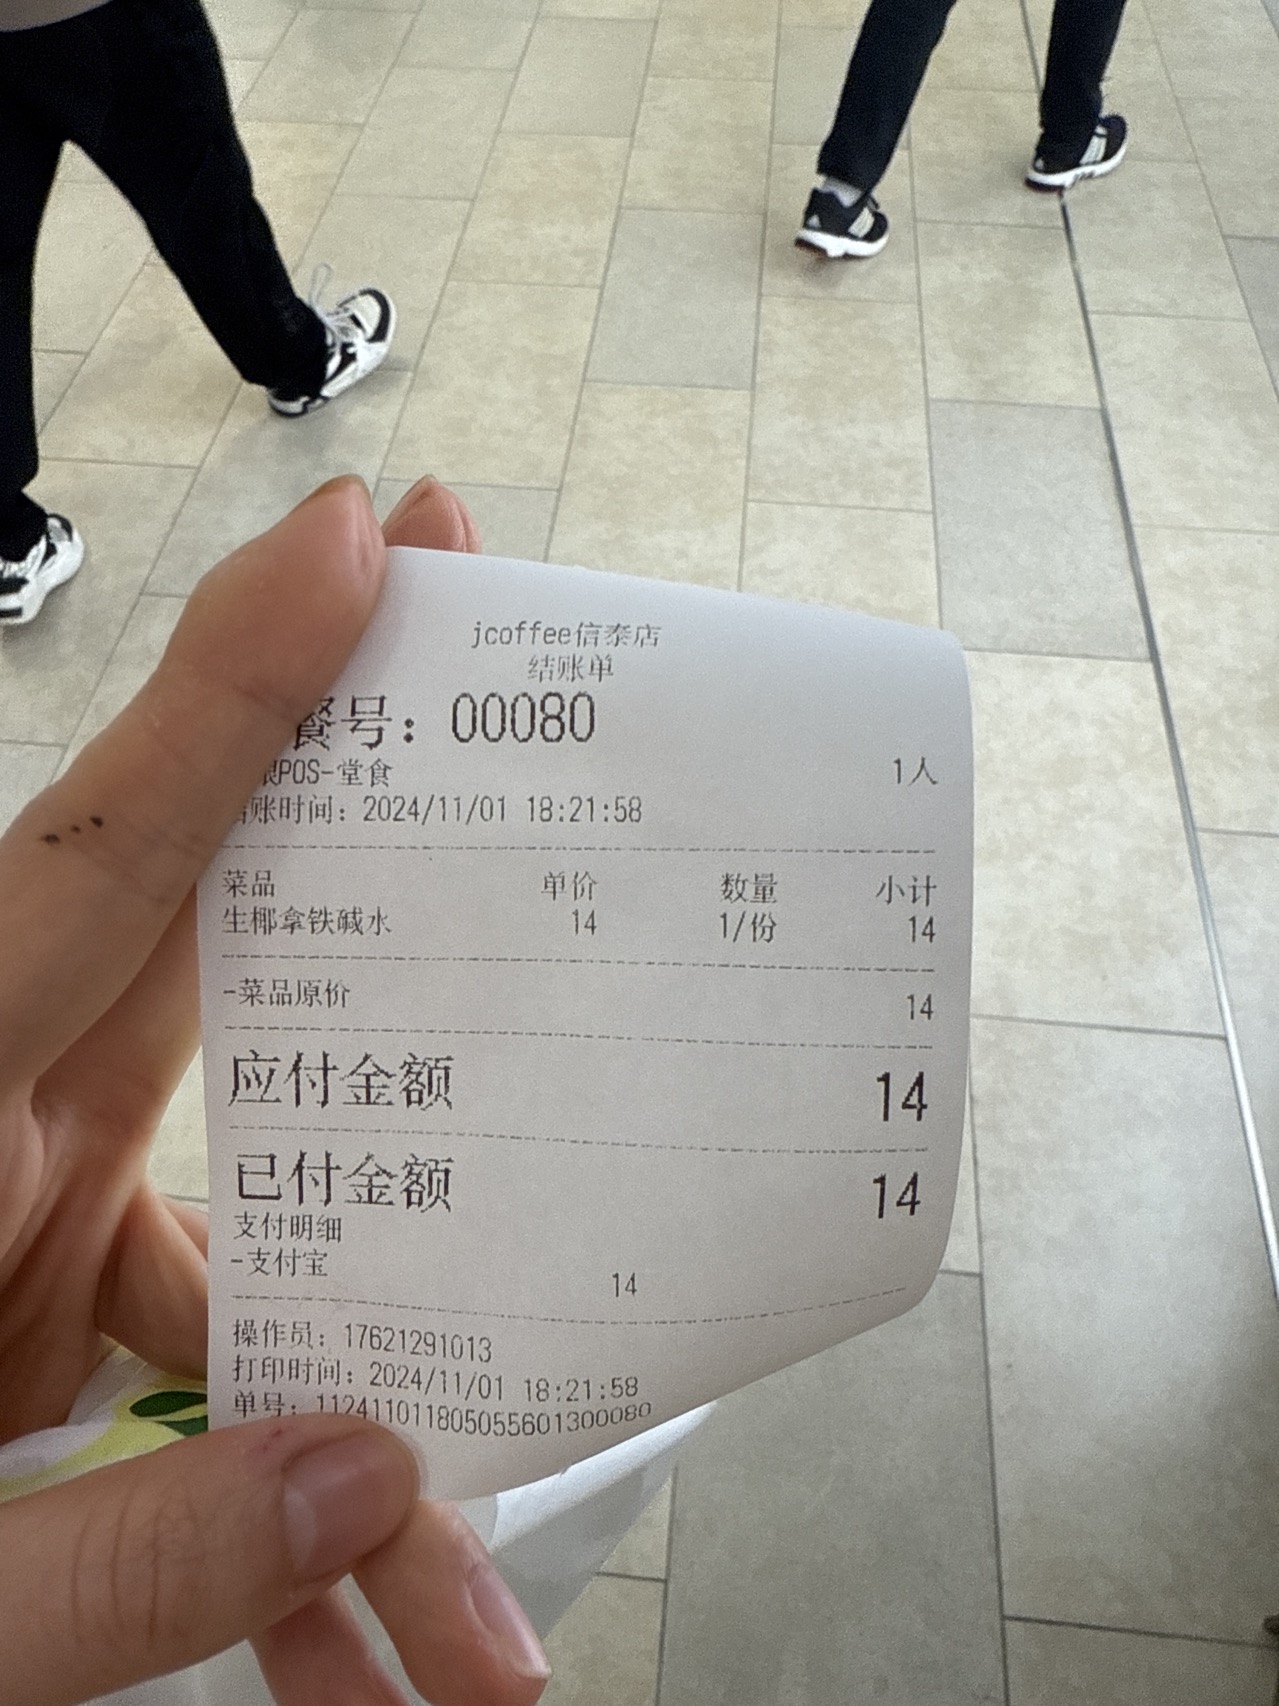 jcoffee信泰店
结账单
餐号：00080
POS-堂食 1人
账时间：2024/11/01 18:21:58
菜品 单价 数量 小计
生椰拿铁碱水 14 1/份 14
-菜品原价 14
应付金额 14
已付金额 14
支付明细
-支付宝 14
操作员：17621291013
打印时间：2024/11/01 18:21:58
单号：112411011805055601300080